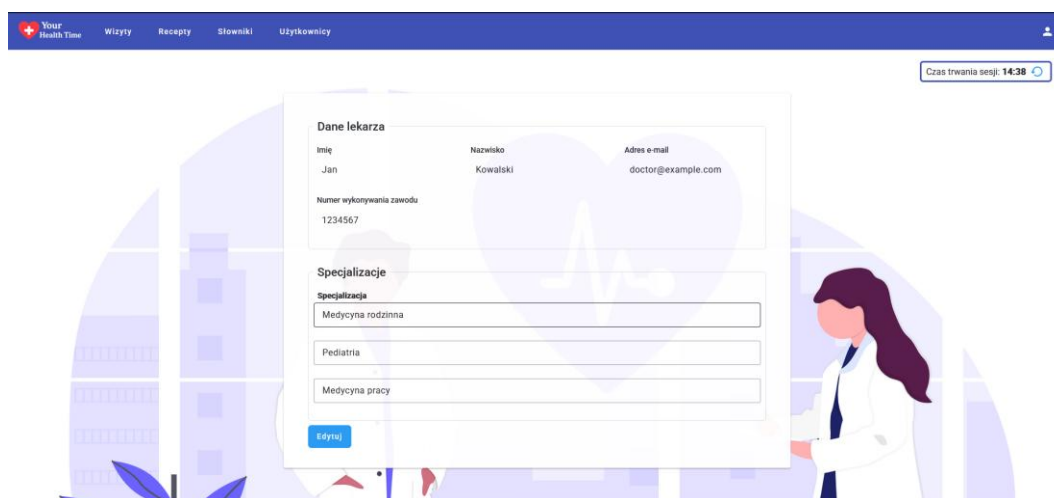 Your
Health Time
Wizyty Recepty Słowniki Użytkownicy
Czas trwania sesji: 14:38
Dane lekarza
Imię Nazwisko Adres e-mail
Jan Kowalski doctor@example.com
Numer wykonywania zawodu
1234567
Specjalizacje
Specjalizacja
Medycyna rodzinna
Pediatria
Medycyna pracy
Edytuj